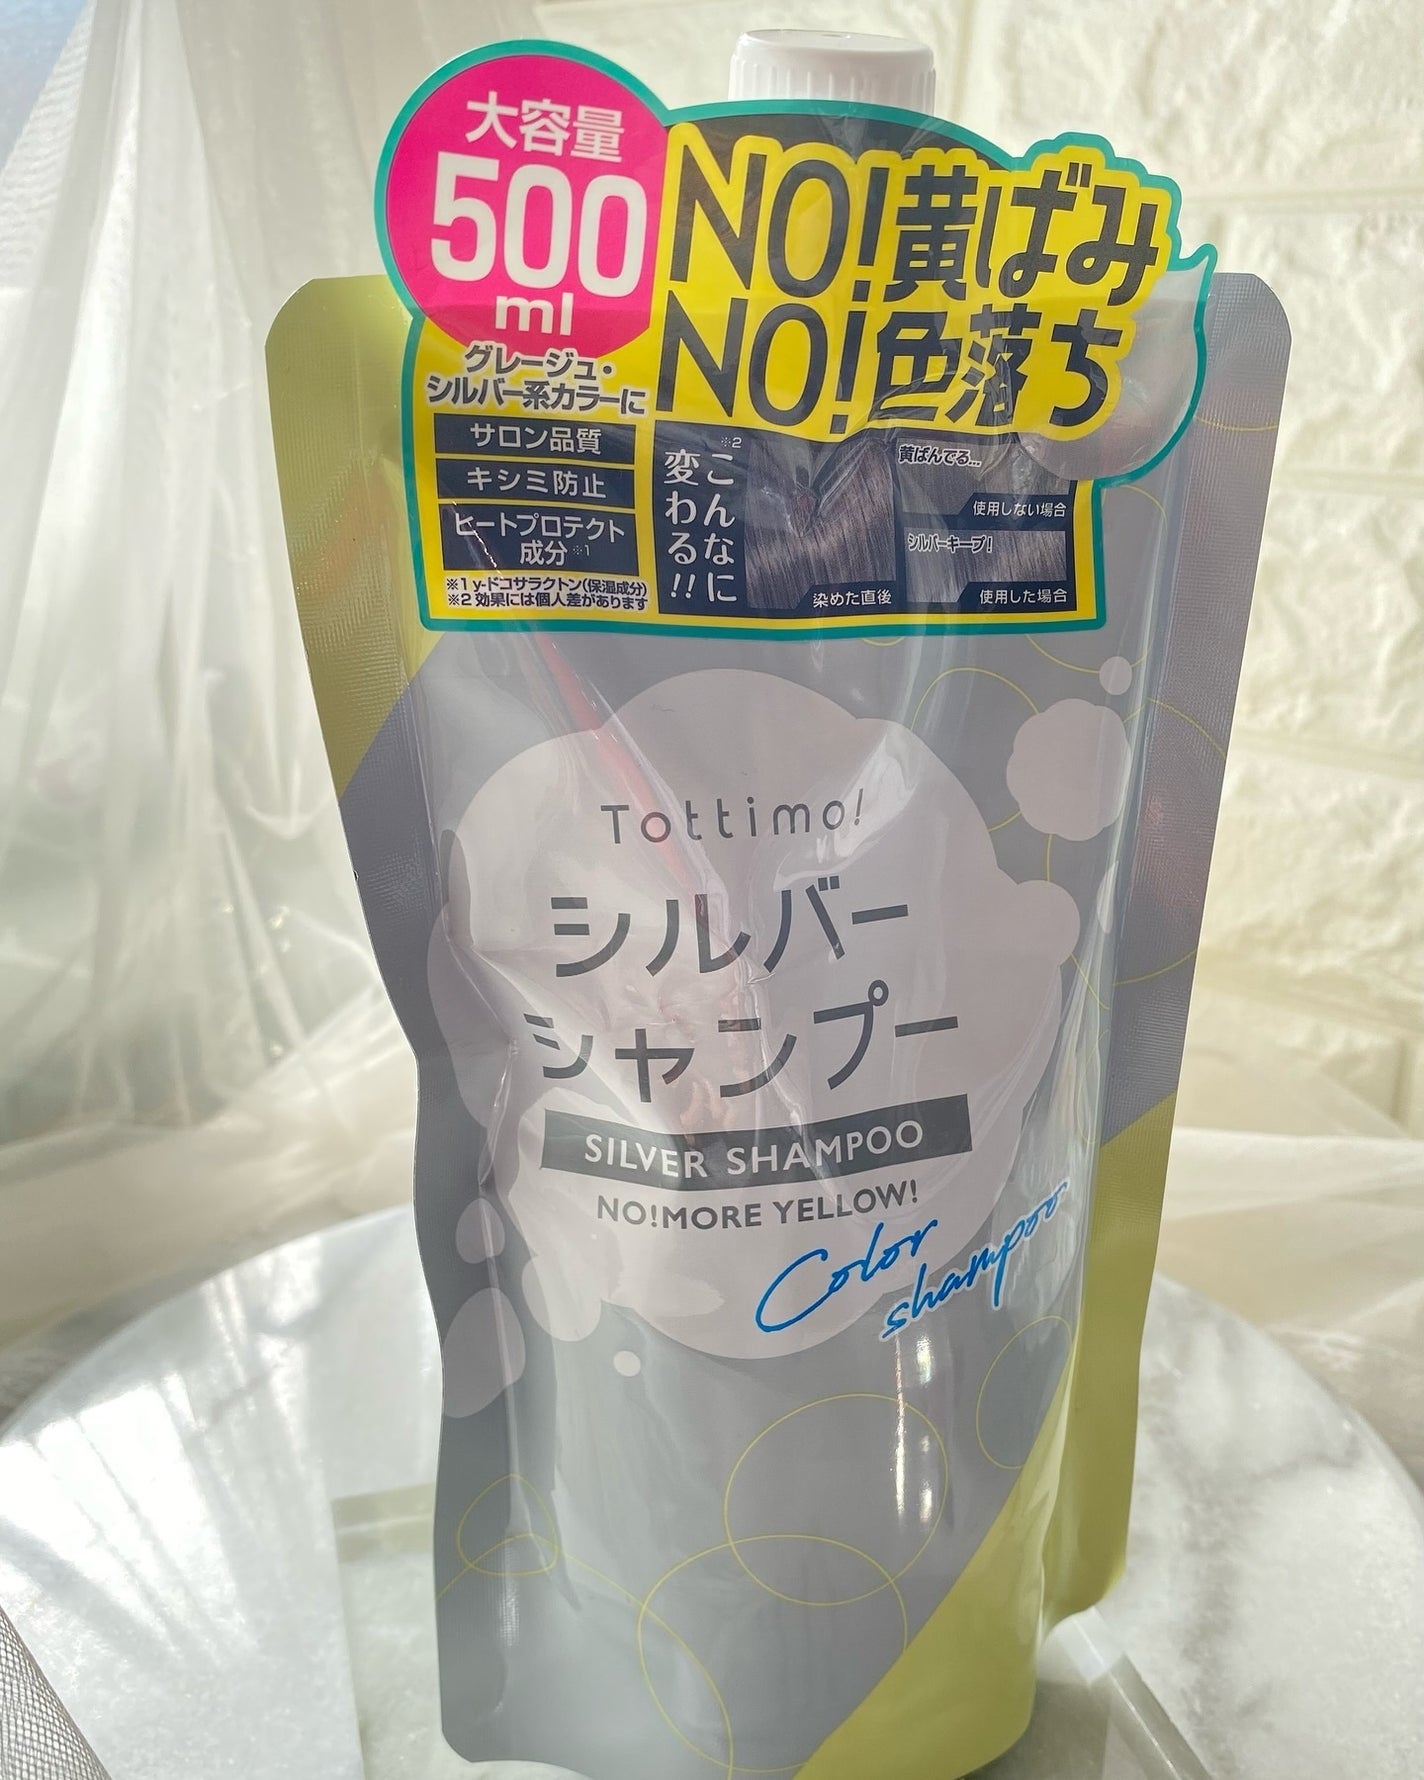 大容量
500
ml
NO!黄ばみ
NO!色落ち
グレージュ・
シルバー系カラーに
サロン品質
キシミ防止
ヒートプロテクト
成分※1
※1 γ-ドコサラクトン(保湿成分)
※2 効果には個人差があります
※2
こんなに
変わる!!
染めた直後
黄ばんでる...
使用しない場合
シルバーキープ!
使用した場合
Tottimo!
シルバー
シャンプー
SILVER SHAMPOO
NO!MORE YELLOW!
Color
shampoo